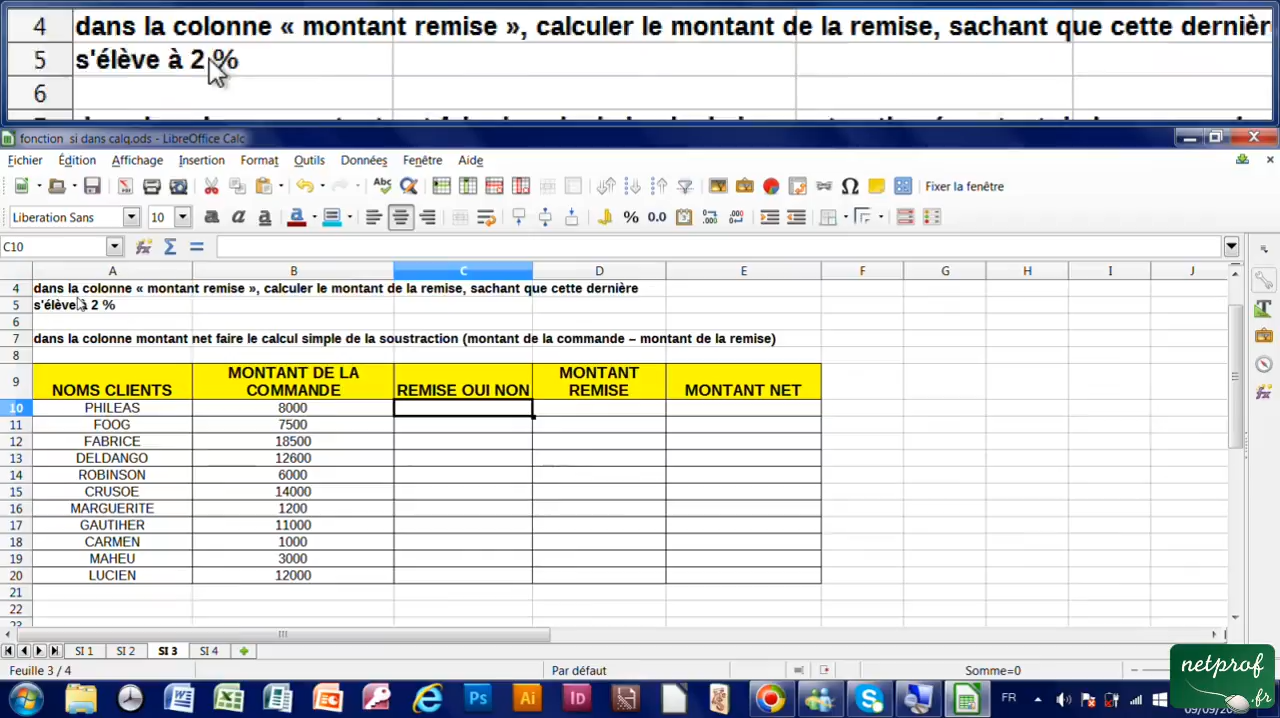 4 dans la colonne « montant remise », calculer le montant de la remise, sachant que cette dernièr
5 s'élève à 2 %
6
fonction si dans calq.ods - LibreOffice Calc
Fichier Édition Affichage Insertion Format Outils Données Fenêtre Aide
Fixer la fenêtre
Liberation Sans 10
C10
A B C D E F G H I J
4 dans la colonne « montant remise », calculer le montant de la remise, sachant que cette dernière
5 s'élève à 2 %
6
7 dans la colonne montant net faire le calcul simple de la soustraction (montant de la commande – montant de la remise)
8
9 NOMS CLIENTS MONTANT DE LA COMMANDE REMISE OUI NON MONTANT REMISE MONTANT NET
10 PHILEAS 8000
11 FOOG 7500
12 FABRICE 18500
13 DELDANGO 12600
14 ROBINSON 6000
15 CRUSOE 14000
16 MARGUERITE 1200
17 GAUTIHER 11000
18 CARMEN 1000
19 MAHEU 3000
20 LUCIEN 12000
21
22
23
SI 1 SI 2 SI 3 SI 4
Feuille 3 / 4 Par défaut Somme=0
FR
netprof
.fr